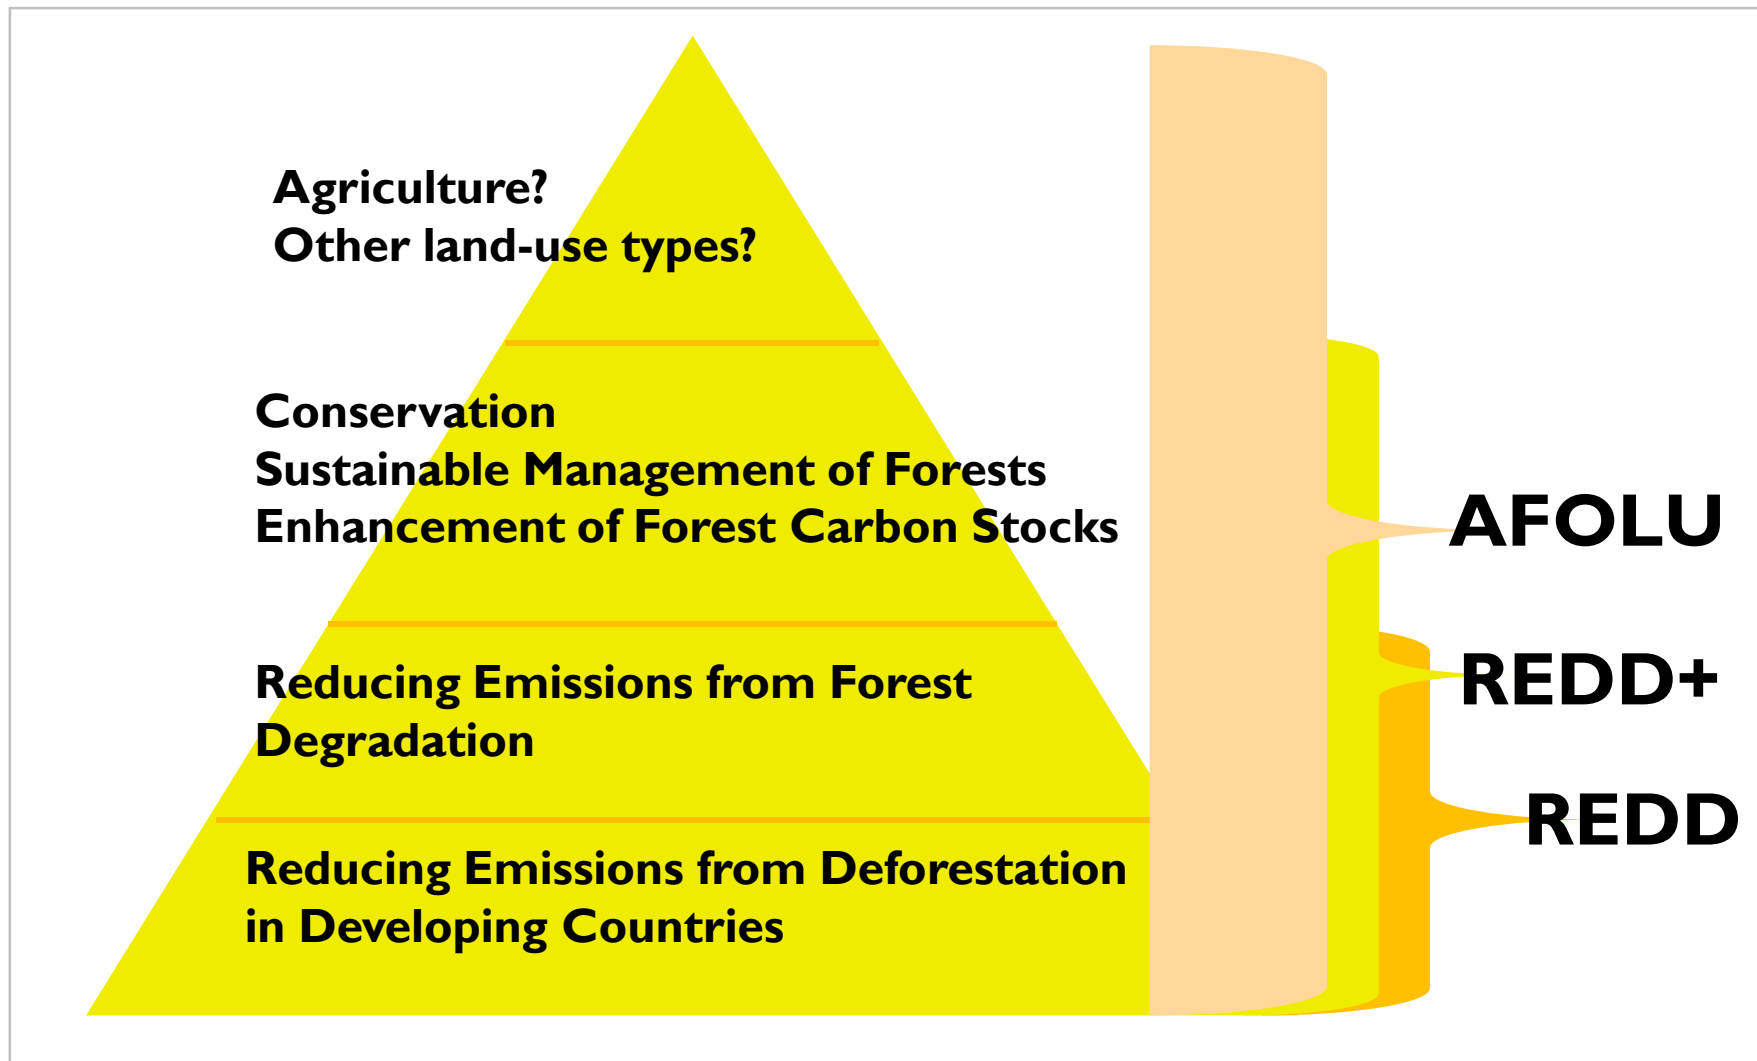 Agriculture?
Other land-use types?
Conservation
Sustainable Management of Forests
Enhancement of Forest Carbon Stocks
AFOLU
Reducing Emissions from Forest
Degradation
REDD+
REDD
Reducing Emissions from Deforestation
in Developing Countries